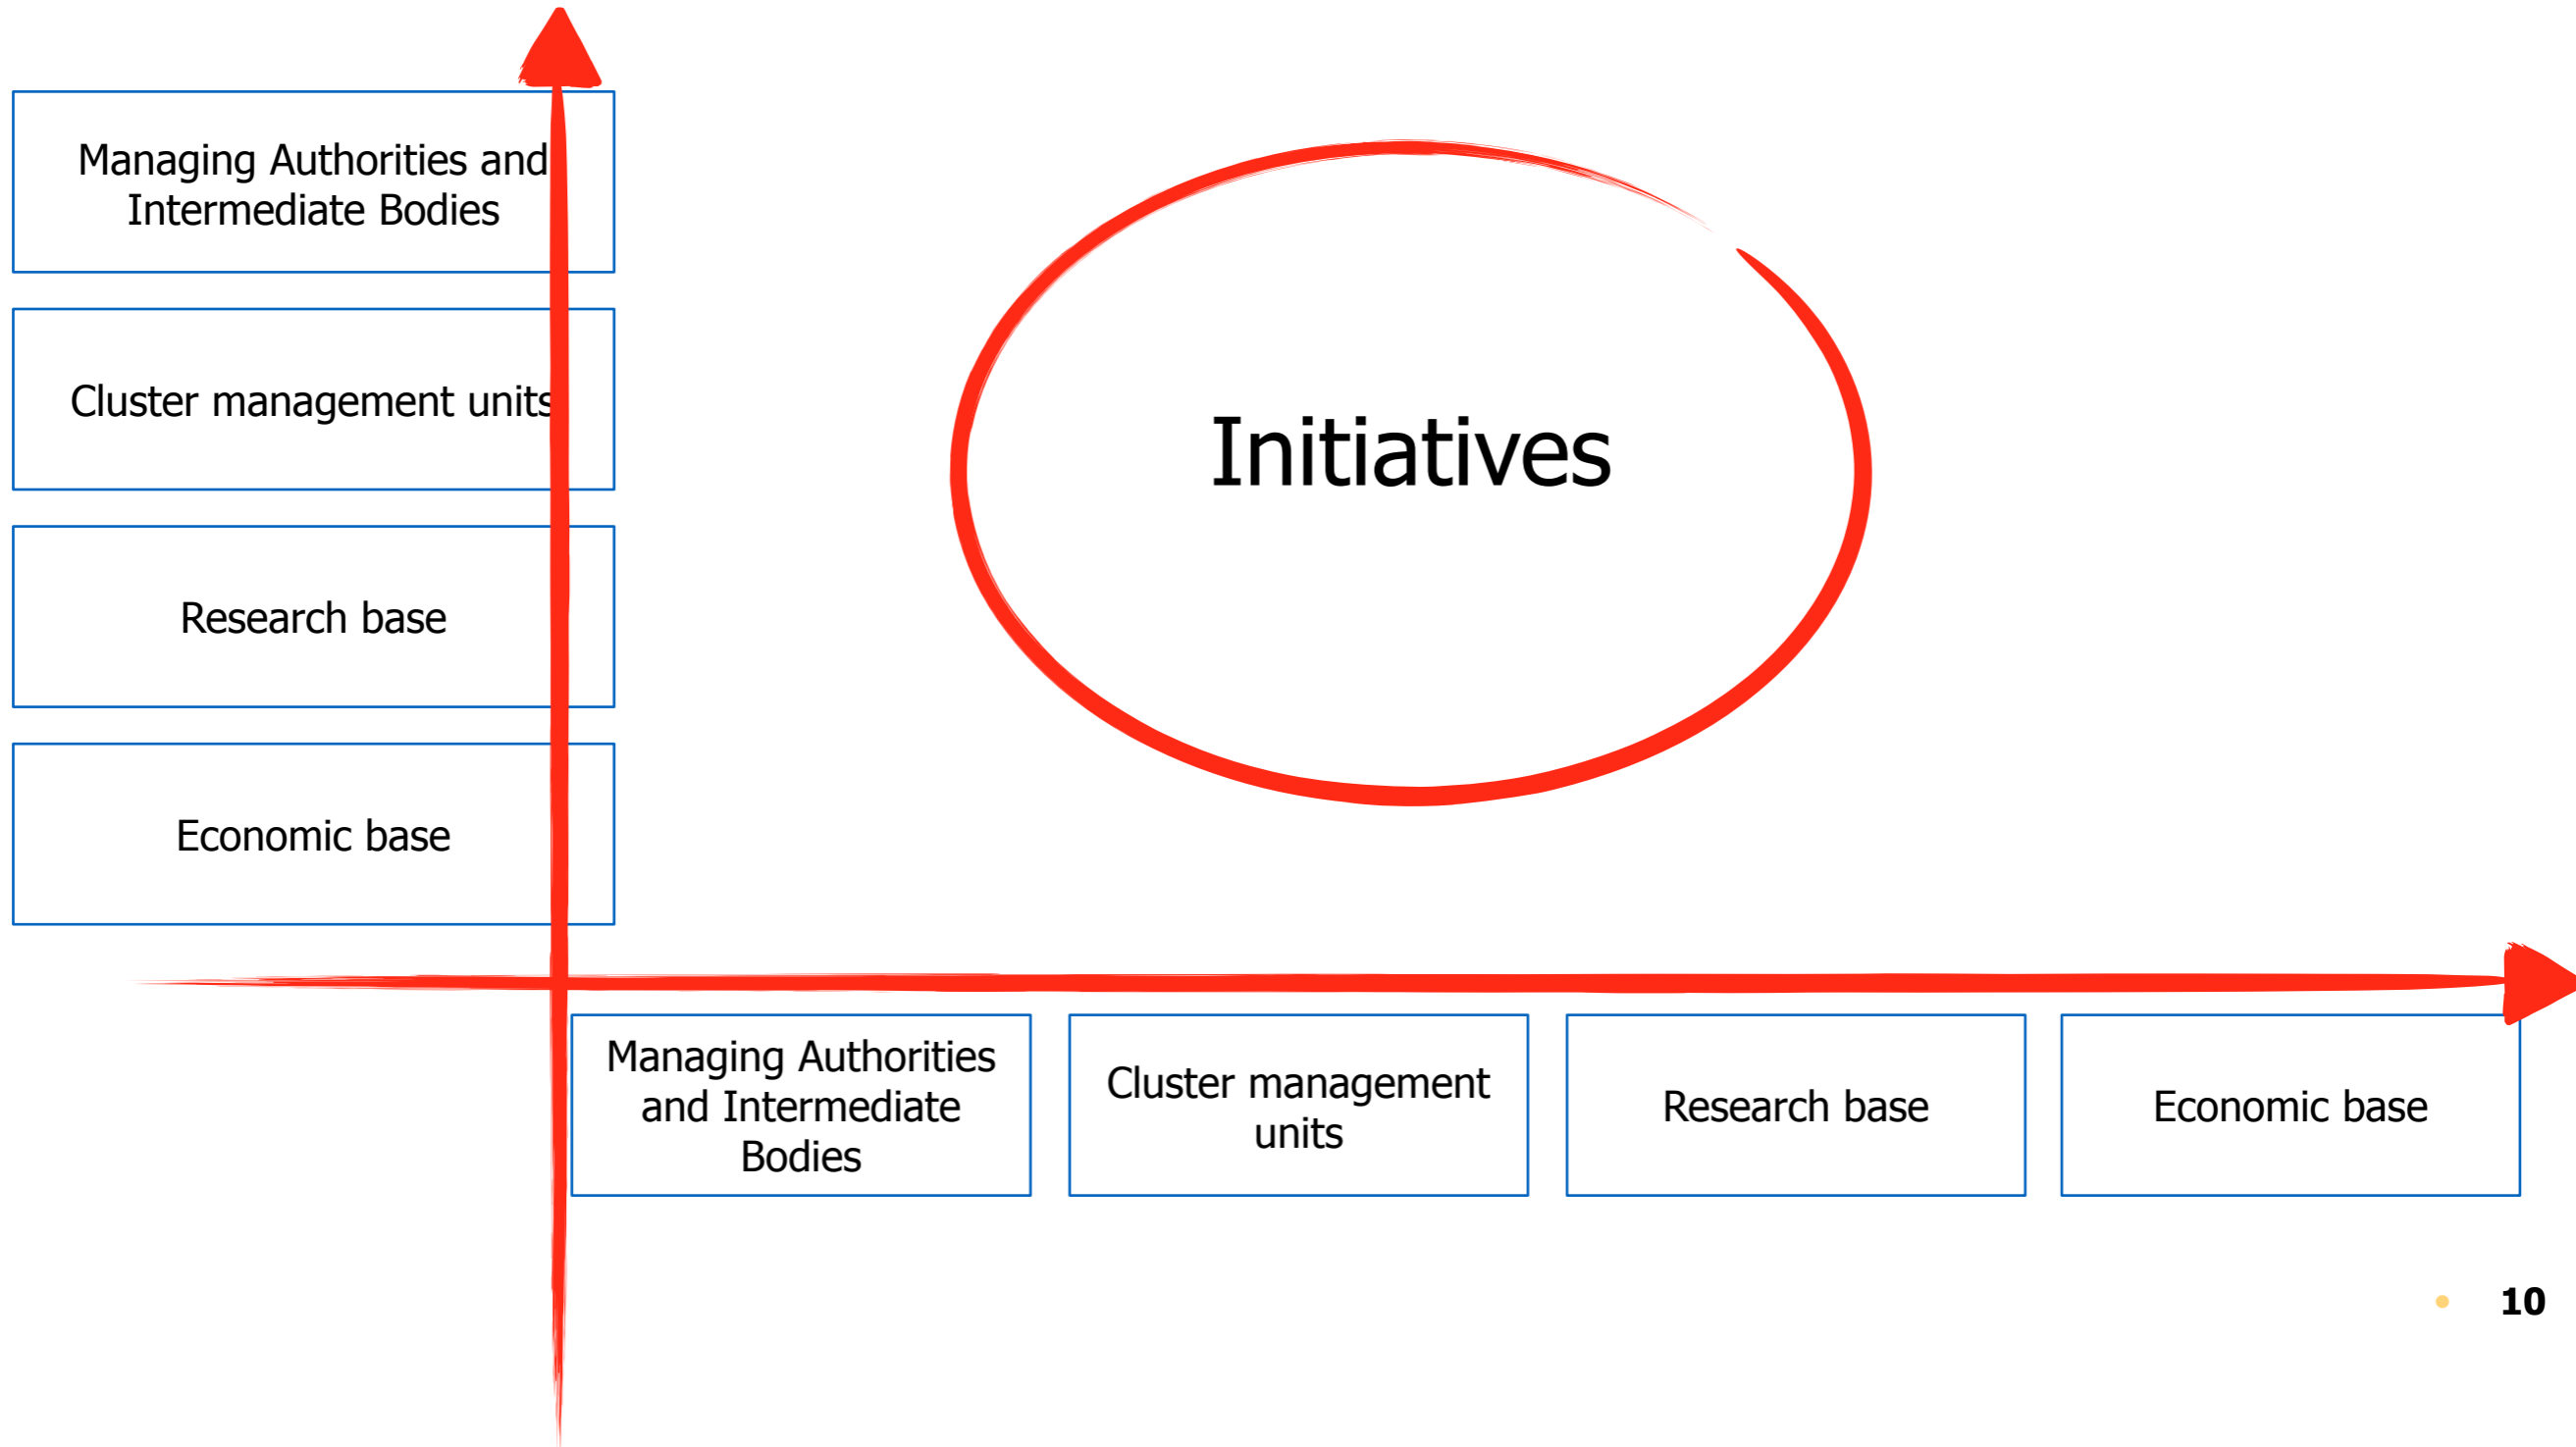 Managing Authorities and
Intermediate Bodies
Cluster management units
Research base
Economic base
Initiatives
Managing Authorities
and Intermediate
Bodies
Cluster management
units
Research base
Economic base
• 10